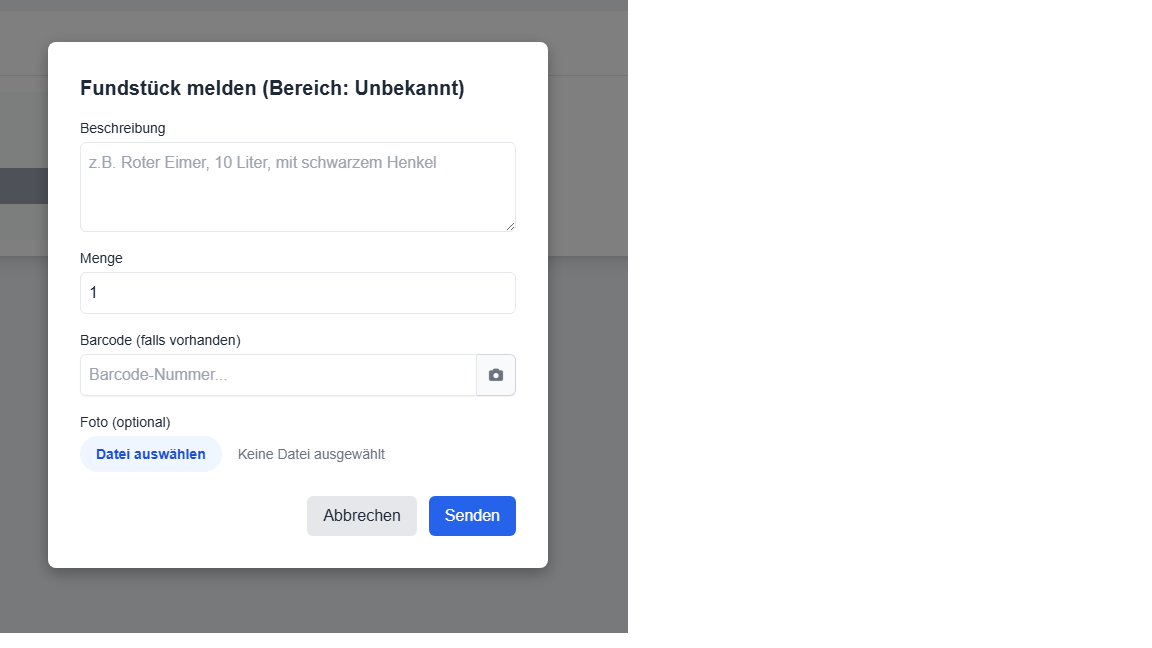 Fundstück melden (Bereich: Unbekannt)
Beschreibung
z.B. Roter Eimer, 10 Liter, mit schwarzem Henkel
Menge
1
Barcode (falls vorhanden)
Barcode-Nummer...
Foto (optional)
Datei auswählen Keine Datei ausgewählt
Abbrechen Senden